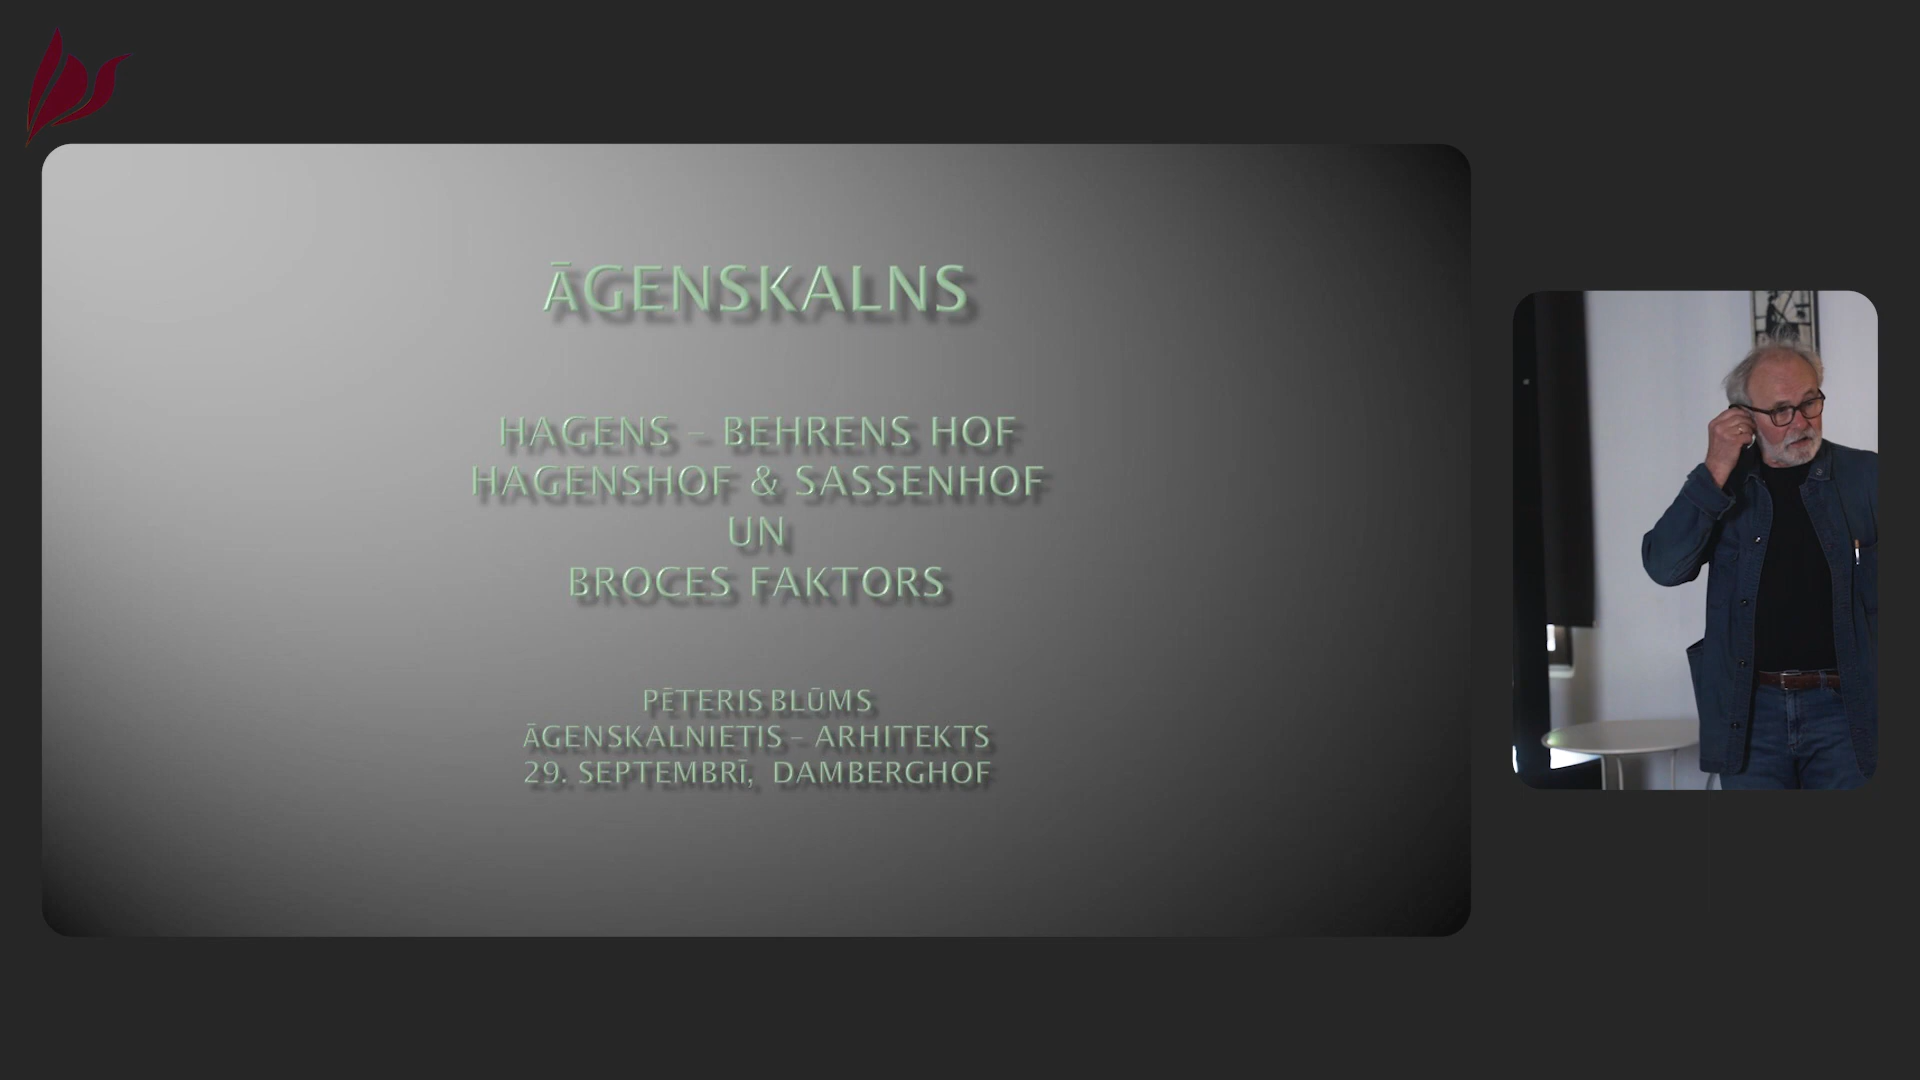 ĀGENSKALNS
HAGENS – BEHRENS HOF
HAGENSHOF & SASSENHOF
UN
BROCES FAKTORS
PĒTERIS BLŪMS
ĀGENSKALNIETIS – ARHITEKTS
29. SEPTEMBRĪ, DAMBERGHOF